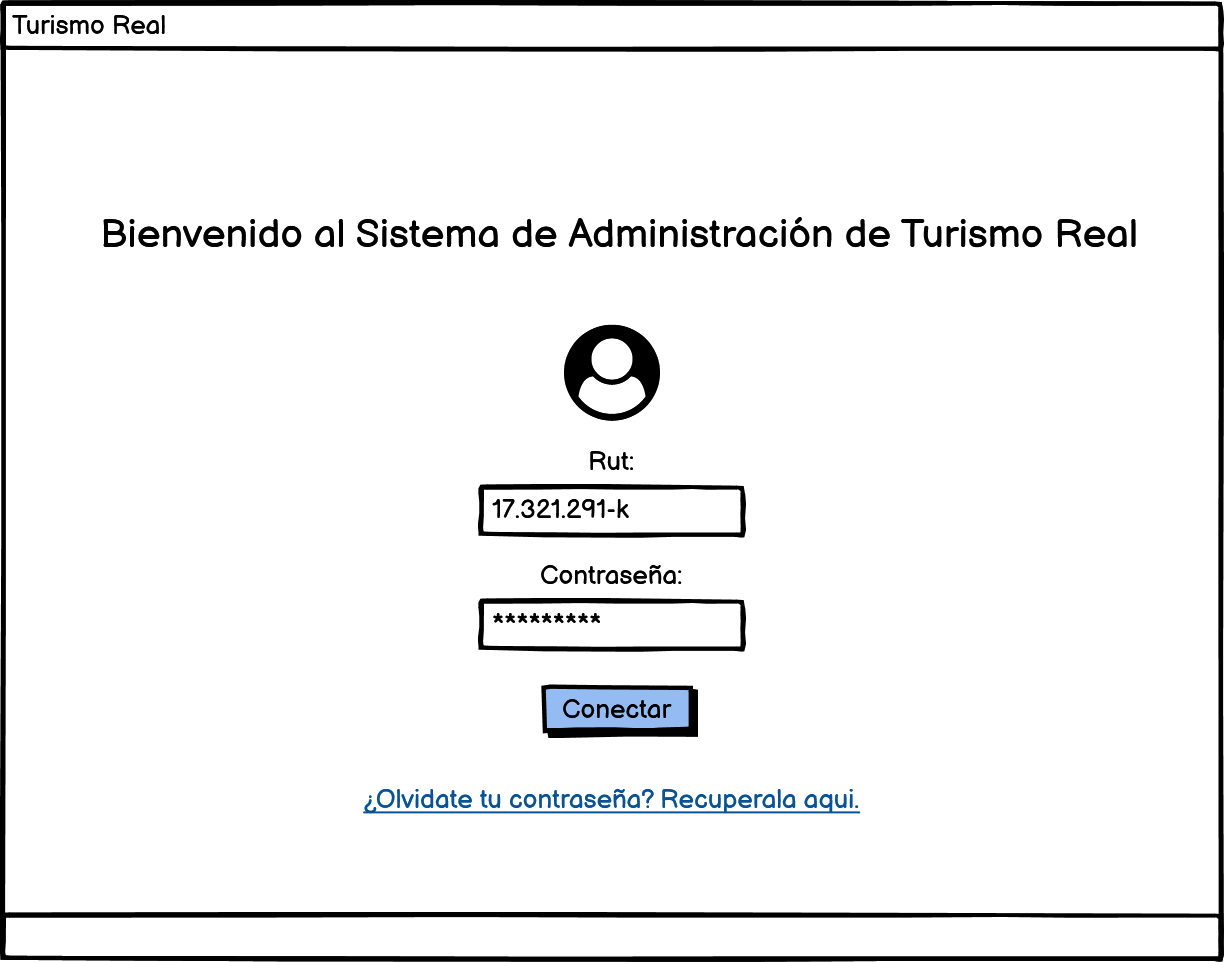 Turismo Real
Bienvenido al Sistema de Administración de Turismo Real
Rut:
17.321.291-k
Contraseña:
*********
Conectar
¿Olvidate tu contraseña? Recuperala aqui.